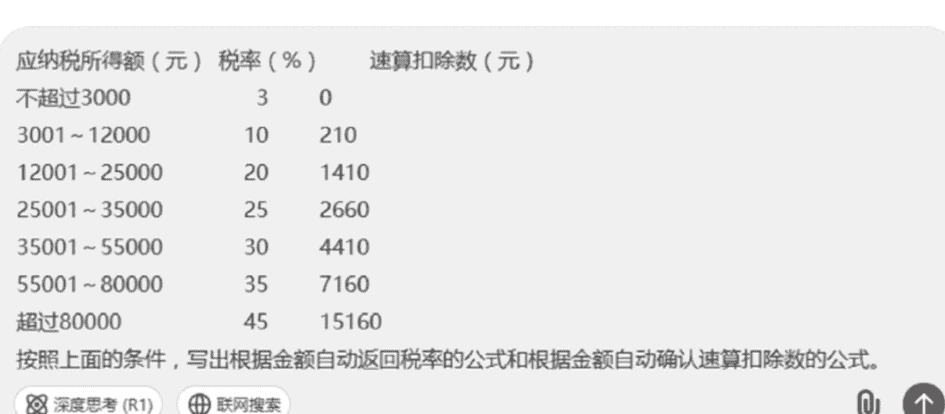 应纳税所得额（元） 税率（%） 速算扣除数（元）
不超过3000 3 0
3001～12000 10 210
12001～25000 20 1410
25001～35000 25 2660
35001～55000 30 4410
55001～80000 35 7160
超过80000 45 15160
按照上面的条件，写出根据金额自动返回税率的公式和根据金额自动确认速算扣除数的公式。
深度思考 (R1) 联网搜索